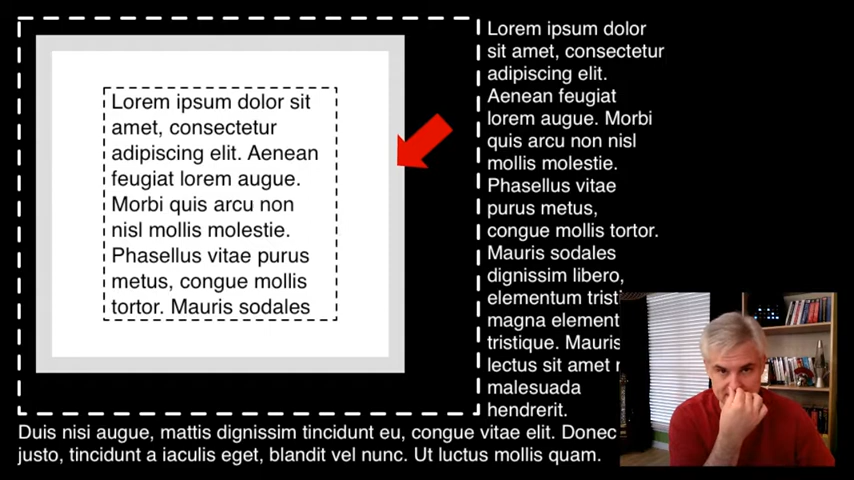 Lorem ipsum dolor sit
amet, consectetur
adipiscing elit. Aenean
feugiat lorem augue.
Morbi quis arcu non
nisl mollis molestie.
Phasellus vitae purus
metus, congue mollis
tortor. Mauris sodales
Lorem ipsum dolor
sit amet, consectetur
adipiscing elit.
Aenean feugiat
lorem augue. Morbi
quis arcu non nisl
mollis molestie.
Phasellus vitae
purus metus,
congue mollis tortor.
Mauris sodales
dignissim libero,
elementum
magna
tristique. Mauris
lectus sit amet
malesuada
hendrerit.
Duis nisi augue, mattis dignissim tincidunt eu, congue vitae elit. Donec
justo, tincidunt a iaculis eget, blandit vel nunc. Ut luctus mollis quam.